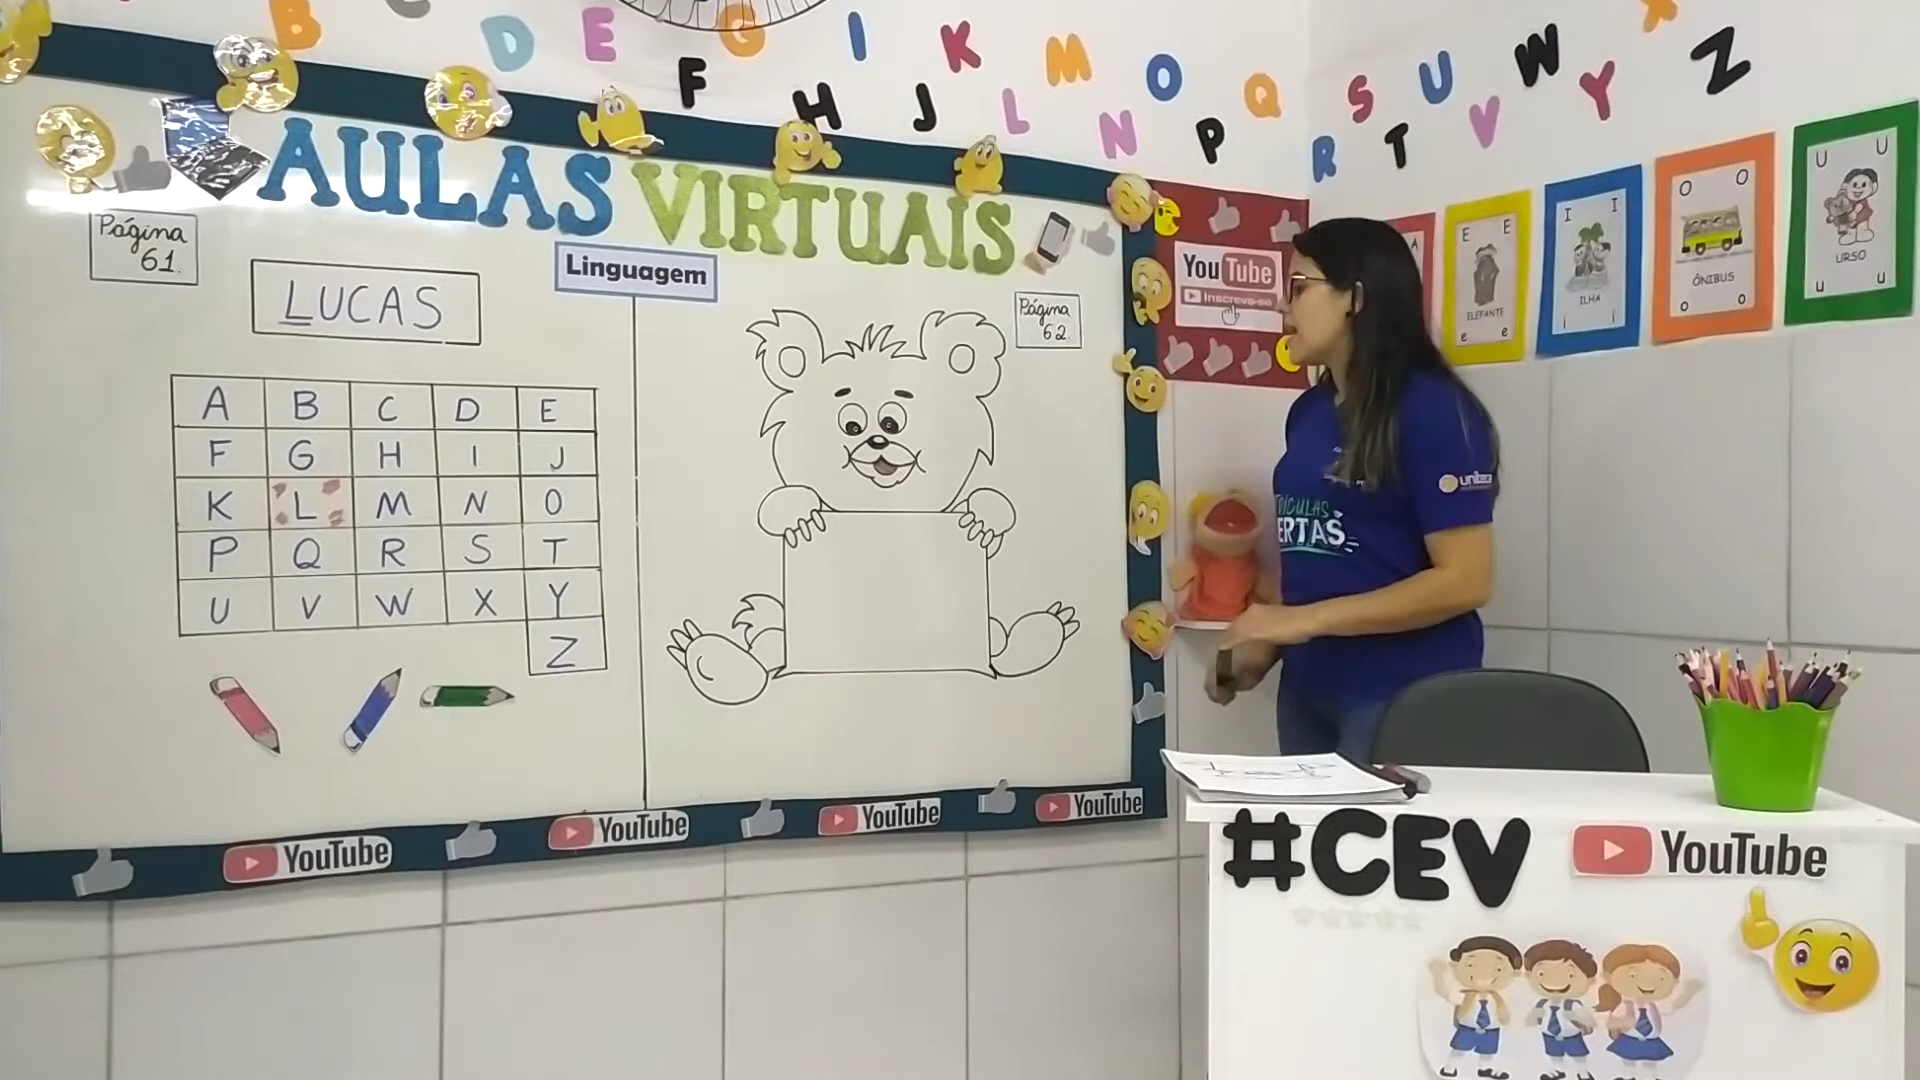 B C D E F G H I J K L M N O P Q R S T U V W X Y Z
AULAS VIRTUAIS
Página
61.
LUCAS
Linguagem
Página
62.
A B C D E
F G H I J
K L M N O
P Q R S T
U V W X Y
Z
YouTube
Inscreva-se
A
E E
ELEFANTE
e
I I
ILHA
i i
O O
ÔNIBUS
o o
U U
URSO
u u
ERTAS
YouTube
YouTube
YouTube
YouTube
#CEV
YouTube